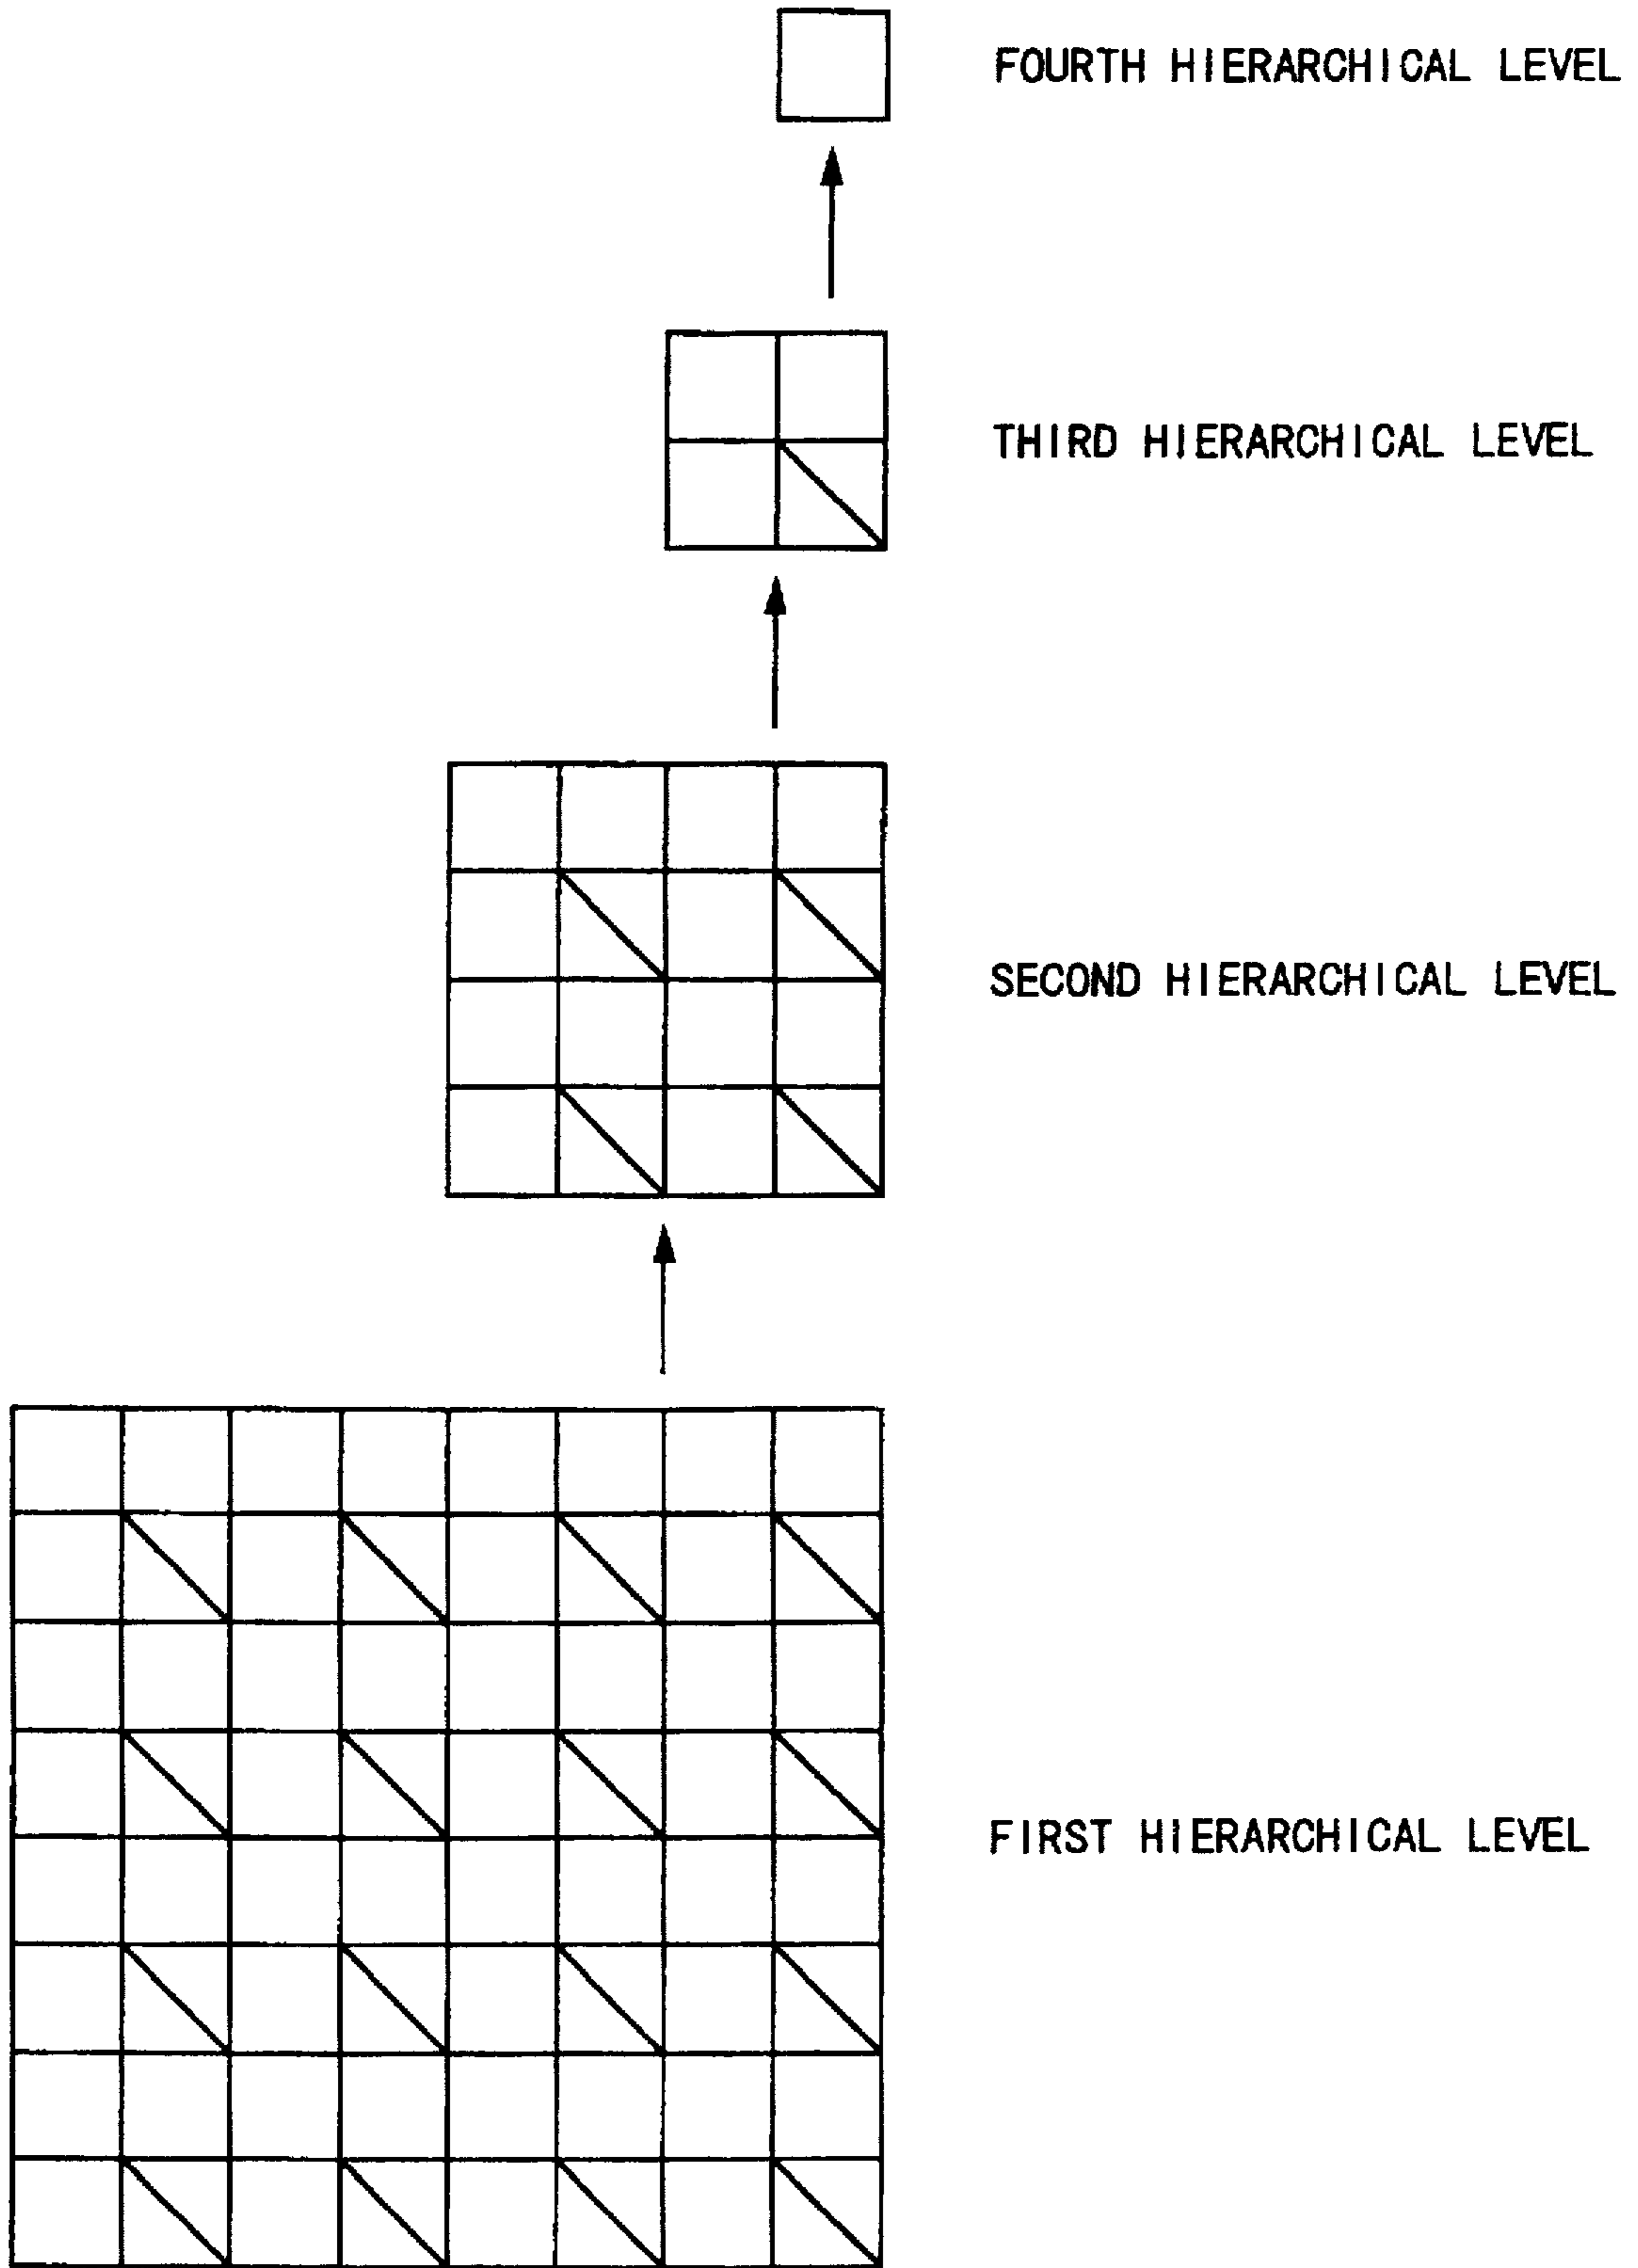 FOURTH HIERARCHICAL LEVEL
THIRD HIERARCHICAL LEVEL
SECOND HIERARCHICAL LEVEL
FIRST HIERARCHICAL LEVEL